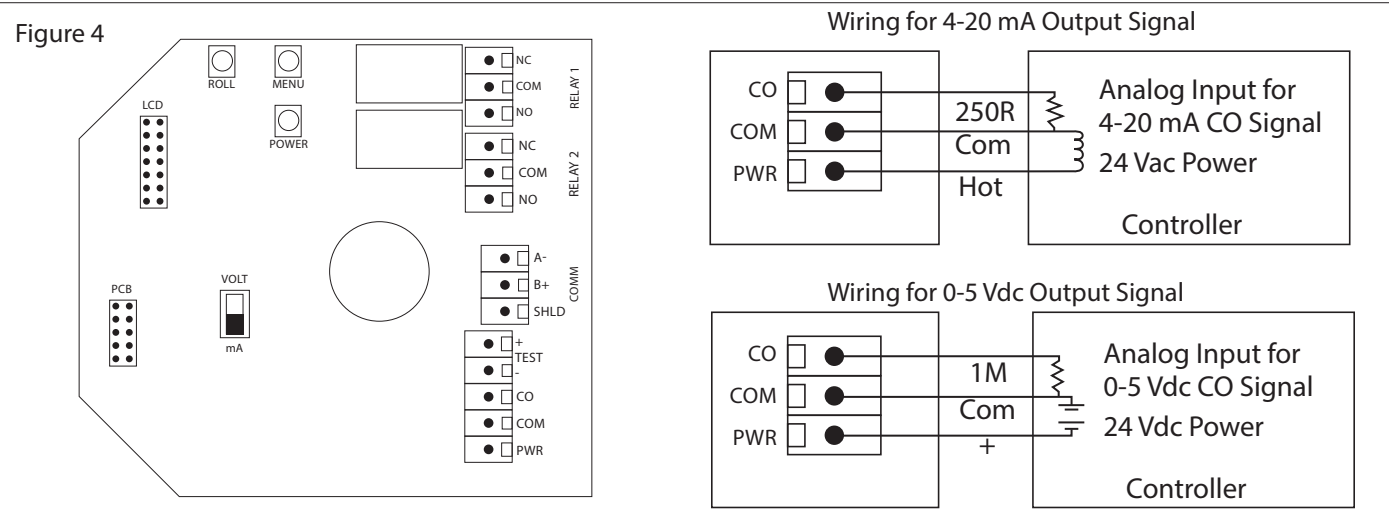 Figure 4
ROLL
MENU
LCD
POWER
NC
COM
NO
RELAY 1
NC
COM
NO
RELAY 2
A-
B+
SHLD
COMM
PCB
VOLT
mA
+
TEST
-
CO
COM
PWR
Wiring for 4-20 mA Output Signal
CO
COM
PWR
250R
Com
Hot
Analog Input for
4-20 mA CO Signal
24 Vac Power
Controller
Wiring for 0-5 Vdc Output Signal
CO
COM
PWR
1M
Com
+
Analog Input for
0-5 Vdc CO Signal
24 Vdc Power
Controller